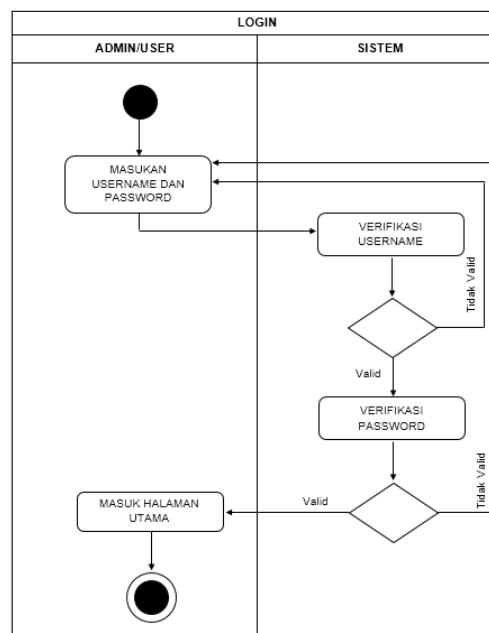 LOGIN
ADMIN/USER
SISTEM
MASUKAN
USERNAME DAN
PASSWORD
VERIFIKASI
USERNAME
Tidak Valid
Valid
VERIFIKASI
PASSWORD
Tidak Valid
Valid
MASUK HALAMAN
UTAMA